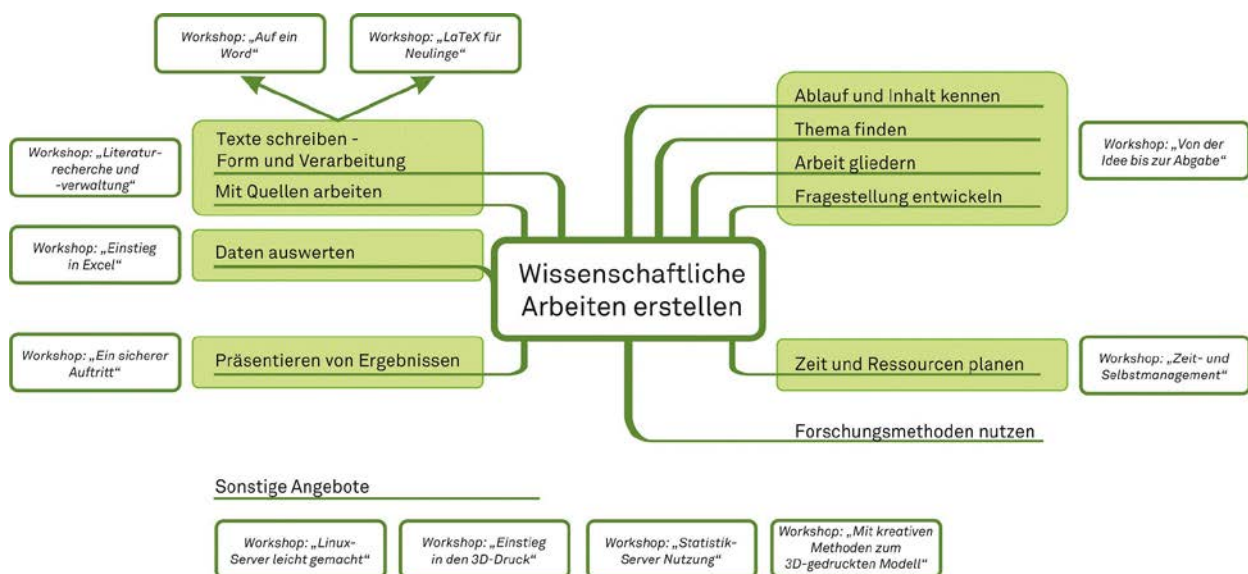 Workshop: „Auf ein
Word“
Workshop: „LaTeX für
Neulinge“
Texte schreiben -
Form und Verarbeitung
Mit Quellen arbeiten
Workshop: „Literatur-
recherche und
-verwaltung“
Daten auswerten
Workshop: „Einstieg
in Excel“
Präsentieren von Ergebnissen
Workshop: „Ein sicherer
Auftritt“
Wissenschaftliche
Arbeiten erstellen
Ablauf und Inhalt kennen
Thema finden
Arbeit gliedern
Fragestellung entwickeln
Workshop: „Von der
Idee bis zur Abgabe“
Zeit und Ressourcen planen
Workshop: „Zeit- und
Selbstmanagement“
Forschungsmethoden nutzen
Sonstige Angebote
Workshop: „Linux-
Server leicht gemacht“
Workshop: „Einstieg
in den 3D-Druck“
Workshop: „Statistik-
Server Nutzung“
Workshop: „Mit kreativen
Methoden zum
3D-gedruckten Modell“